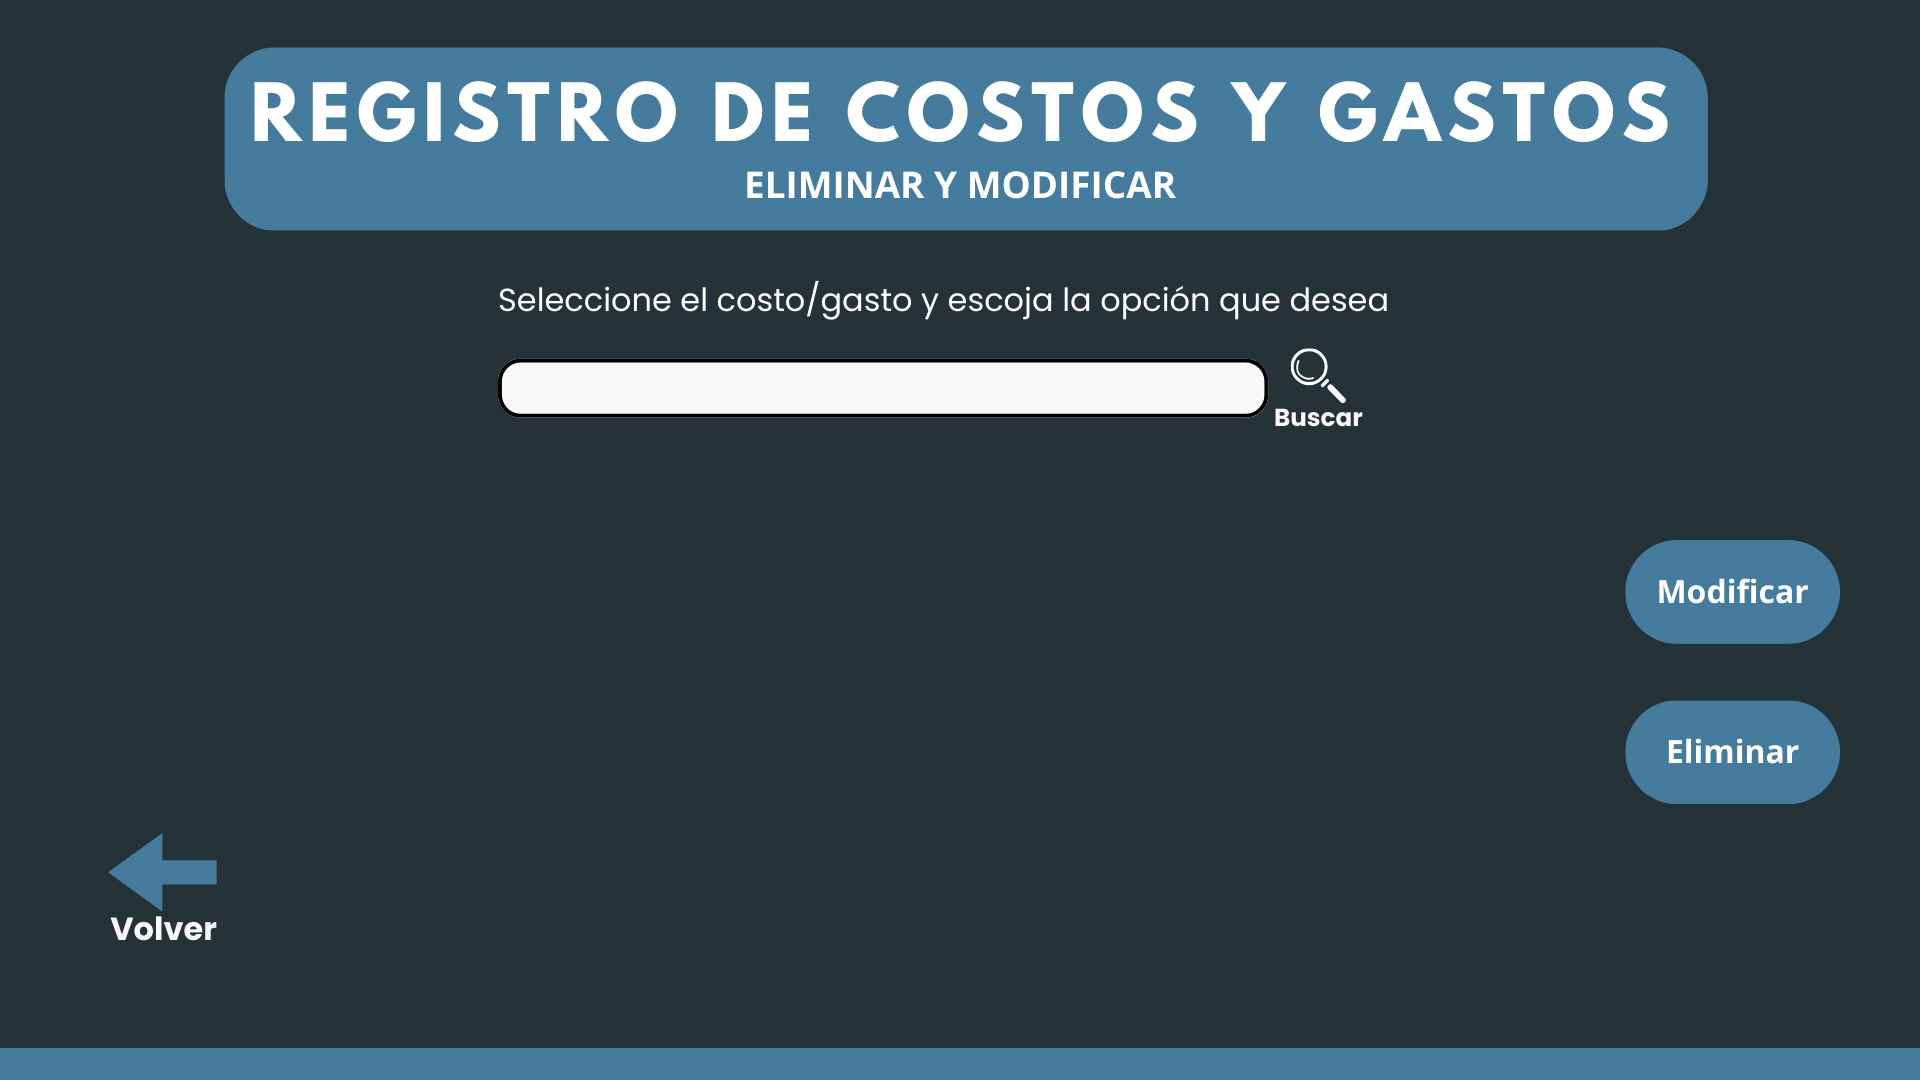 REGISTRO DE COSTOS Y GASTOS
ELIMINAR Y MODIFICAR
Seleccione el costo/gasto y escoja la opción que desea
Buscar
Modificar
Eliminar
Volver